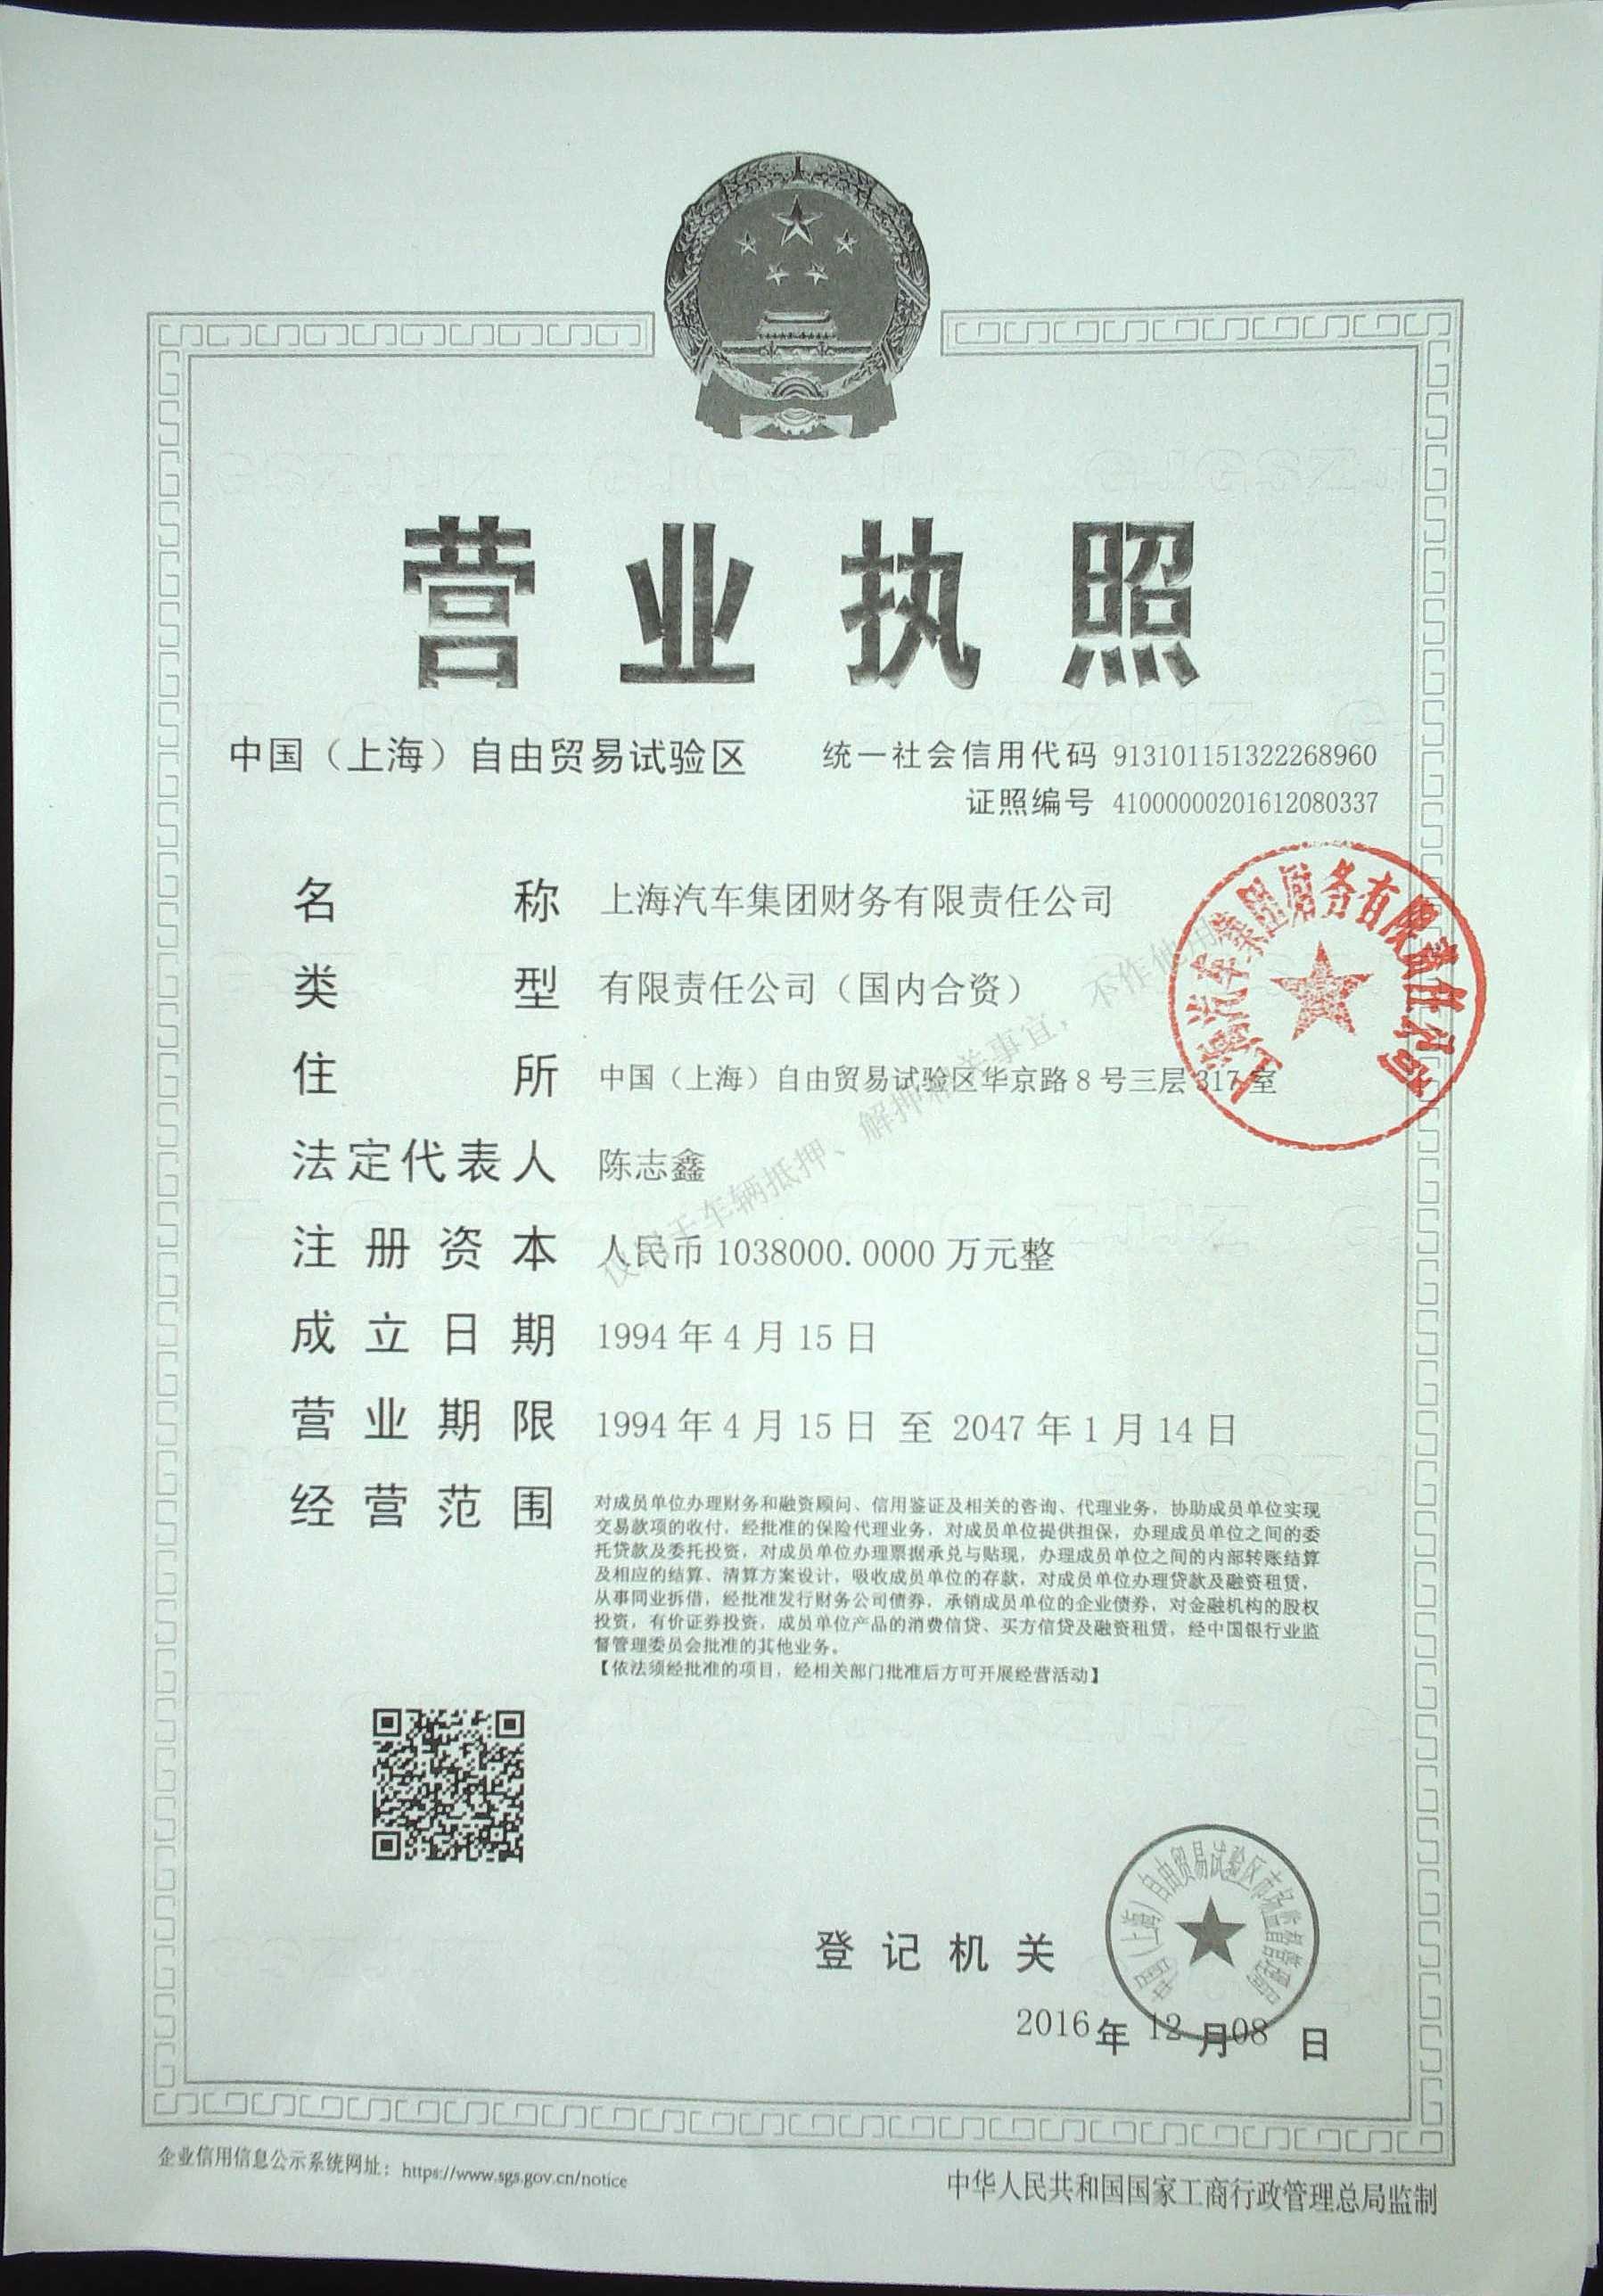 营业执照
中国（上海）自由贸易试验区
统一社会信用代码 913101151322268960
证照编号 41000000201612080337
名称 上海汽车集团财务有限责任公司
类型 有限责任公司（国内合资）
住所 中国（上海）自由贸易试验区华京路8号三层317室
法定代表人 陈志鑫
注册资本 人民币1038000.0000万元整
成立日期 1994年4月15日
营业期限 1994年4月15日 至 2047年1月14日
经营范围 对成员单位办理财务和融资顾问、信用鉴证及相关的咨询、代理业务，协助成员单位实现
交易款项的收付，经批准的保险代理业务，对成员单位提供担保，办理成员单位之间的委
托贷款及委托投资，对成员单位办理票据承兑与贴现，办理成员单位之间的内部转账结算
及相应的结算、清算方案设计，吸收成员单位的存款，对成员单位办理贷款及融资租赁，
从事同业拆借，经批准发行财务公司债券，承销成员单位的企业债券，对金融机构的股权
投资，有价证券投资，成员单位产品的消费信贷、买方信贷及融资租赁，经中国银行业监
督管理委员会批准的其他业务。
【依法须经批准的项目，经相关部门批准后方可开展经营活动】
上海汽车集团财务有限责任公司
车辆抵押、解押相关事宜，不作他用
登记机关
中国（上海）自由贸易试验区市场监督管理局
2016年12月08日
企业信用信息公示系统网址：https://www.sgs.gov.cn/notice
中华人民共和国国家工商行政管理总局监制